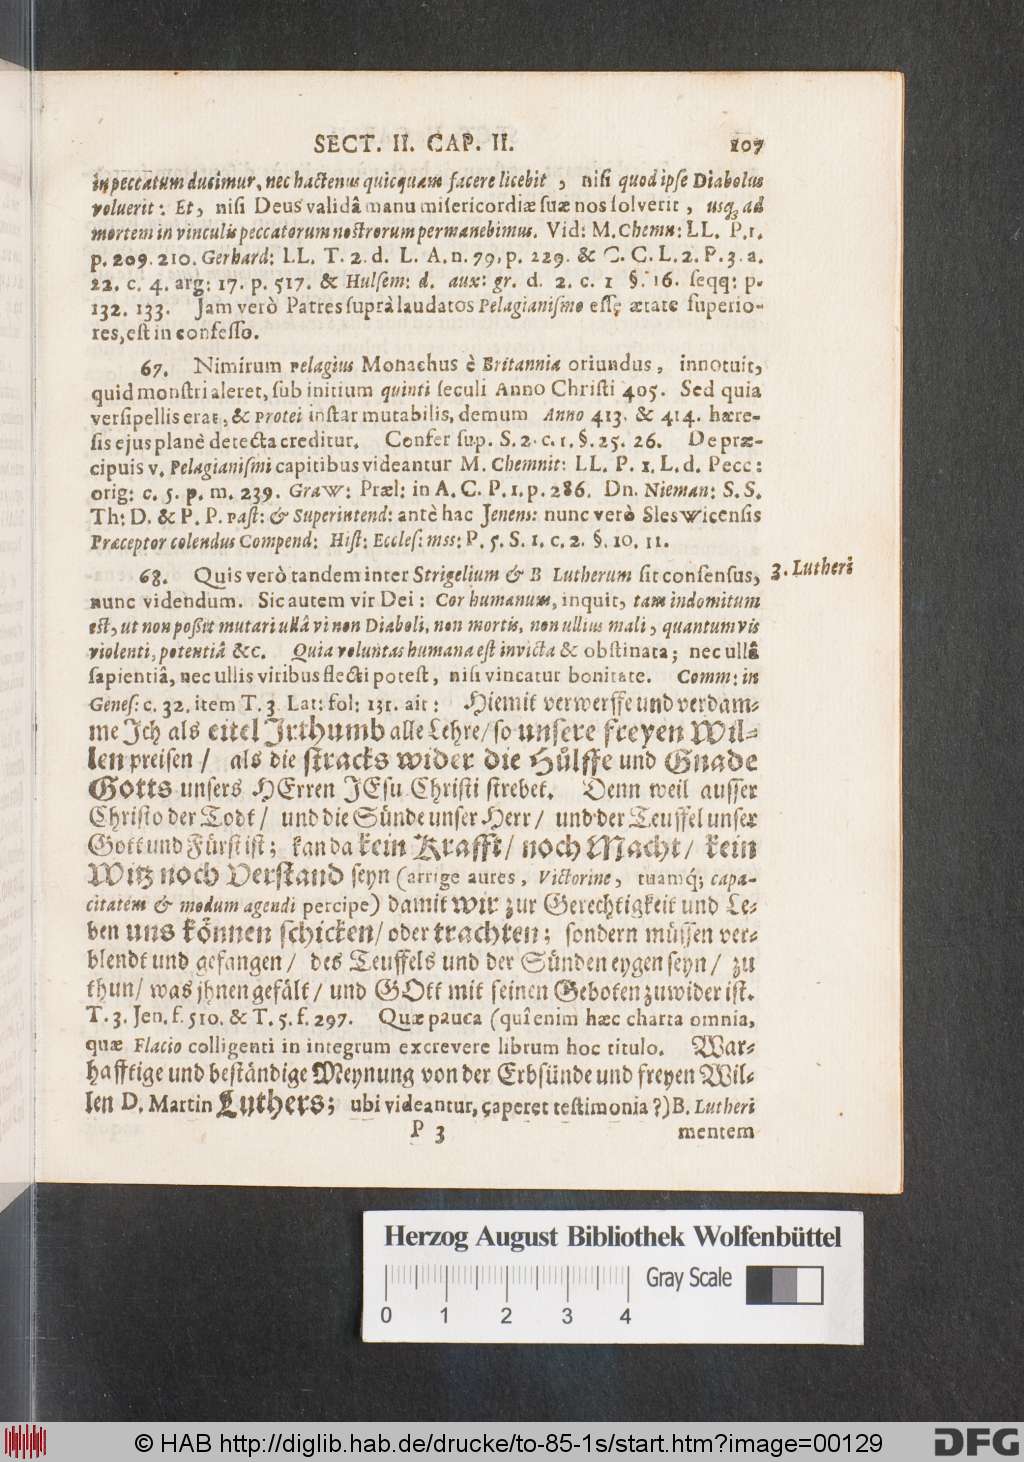 SECT. II. CAP. II. 107
in peccatum ducimur, nec hactenus quicquam facere licebit , nisi quod ipse Diabolus
voluerit: Et, nisi Deus validâ manu misericordiæ suæ nos solverit , usq; ad
mortem in vinculis peccatorum nostrorum permanebimus. Vid: M. Chemn: LL. P. 1.
p. 209. 210. Gerhard: LL. T. 2. d. L. A. n. 79, p. 229. & C. C. L. 2. P. 3. a.
22. c. 4. arg: 17. p. 517. & Hulsem: d. aux: gr. d. 2. c. 1 §. 16. seqq: p.
132. 133. Jam verò Patres suprà laudatos Pelagianismo esse ætate superio-
res, est in confesso.
67. Nimirum Pelagius Monachus è Britannia oriundus, innotuit,
quid monstri aleret, sub initium quinti seculi Anno Christi 405. Sed quia
versipellis erat, & Protei instar mutabilis, demum Anno 413. & 414. hære-
sis ejus planè detecta creditur. Confer sup. S. 2. c. 1. §. 25. 26. De præ-
cipuis v. Pelagianismi capitibus videantur M. Chemnit: LL. P. 1. L. d. Pecc:
orig: c. 5. p. m. 239. Graw: Præl: in A. C. P. 1. p. 286. Dn. Nieman: S. S.
Th: D. & P. P. Past: & Superintend: antè hac Jenens: nunc verò Sleswicensis
Præceptor colendus Compend: Hist: Eccles: mss: P. 5. S. 1. c. 2. §. 10. 11.
68. Quis verò tandem inter Strigelium & B Lutherum sit consensus, 3. Lutheri
nunc videndum. Sic autem vir Dei: Cor humanum, inquit, tam indomitum
est, ut non poßit mutari ullâ vi non Diaboli, non mortis, non ullius mali, quantumvis
violenti, potentiâ &c. Quia voluntas humana est invicta & obstinata; nec ullâ
sapientiâ, nec ullis viribus flecti potest, nisi vincatur bonitate. Comm: in
Genes: c. 32. item T. 3 Lat: fol: 131. ait: Hiemit verwerffe und verdam-
me Ich als eitel Irthumb alle Lehre/ so unsere freyen Wil-
len preisen / als die stracks wider die Hülffe und Gnade
Gotts unsers HErren JEsu Christi strebet. Denn weil ausser
Christo der Todt / und die Sünde unser Herr / und der Teuffel unser
Gott und Fürst ist; kan da kein Krafft/ noch Macht/ kein
Witz noch Verstand seyn (arrige aures, Victorine, tuamq; capa-
citatem & modum agendi percipe) damit wir zur Gerechtigkeit und Le-
ben uns können schicken/ oder trachten; sondern müssen ver-
blendt und gefangen / des Teuffels und der Sünden eygen seyn / zu
thun/ was jhnen gefält / und GOtt mit seinen Geboten zuwider ist.
T. 3. Jen. f. 510. & T. 5. f. 297. Quæ pauca (quî enim hæc charta omnia,
quæ Flacio colligenti in integrum excrevere librum hoc titulo. War-
hafftige und beständige Meynung von der Erbsünde und freyen Wil-
len D. Martin Luthers; ubi videantur, caperet testimonia?) B. Lutheri
P 3 mentem
Herzog August Bibliothek Wolfenbüttel
Gray Scale
0 1 2 3 4
© HAB http://diglib.hab.de/drucke/to-85-1s/start.htm?image=00129 DFG